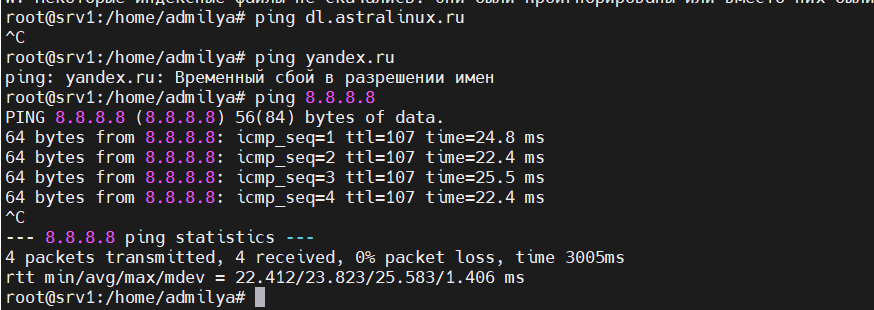 W: Некоторые индексные файлы не скачались. Они были проигнорированы или вместо них были
root@srv1:/home/admilya# ping dl.astralinux.ru
^C
root@srv1:/home/admilya# ping yandex.ru
ping: yandex.ru: Временный сбой в разрешении имен
root@srv1:/home/admilya# ping 8.8.8.8
PING 8.8.8.8 (8.8.8.8) 56(84) bytes of data.
64 bytes from 8.8.8.8: icmp_seq=1 ttl=107 time=24.8 ms
64 bytes from 8.8.8.8: icmp_seq=2 ttl=107 time=22.4 ms
64 bytes from 8.8.8.8: icmp_seq=3 ttl=107 time=25.5 ms
64 bytes from 8.8.8.8: icmp_seq=4 ttl=107 time=22.4 ms
^C
--- 8.8.8.8 ping statistics ---
4 packets transmitted, 4 received, 0% packet loss, time 3005ms
rtt min/avg/max/mdev = 22.412/23.823/25.583/1.406 ms
root@srv1:/home/admilya#